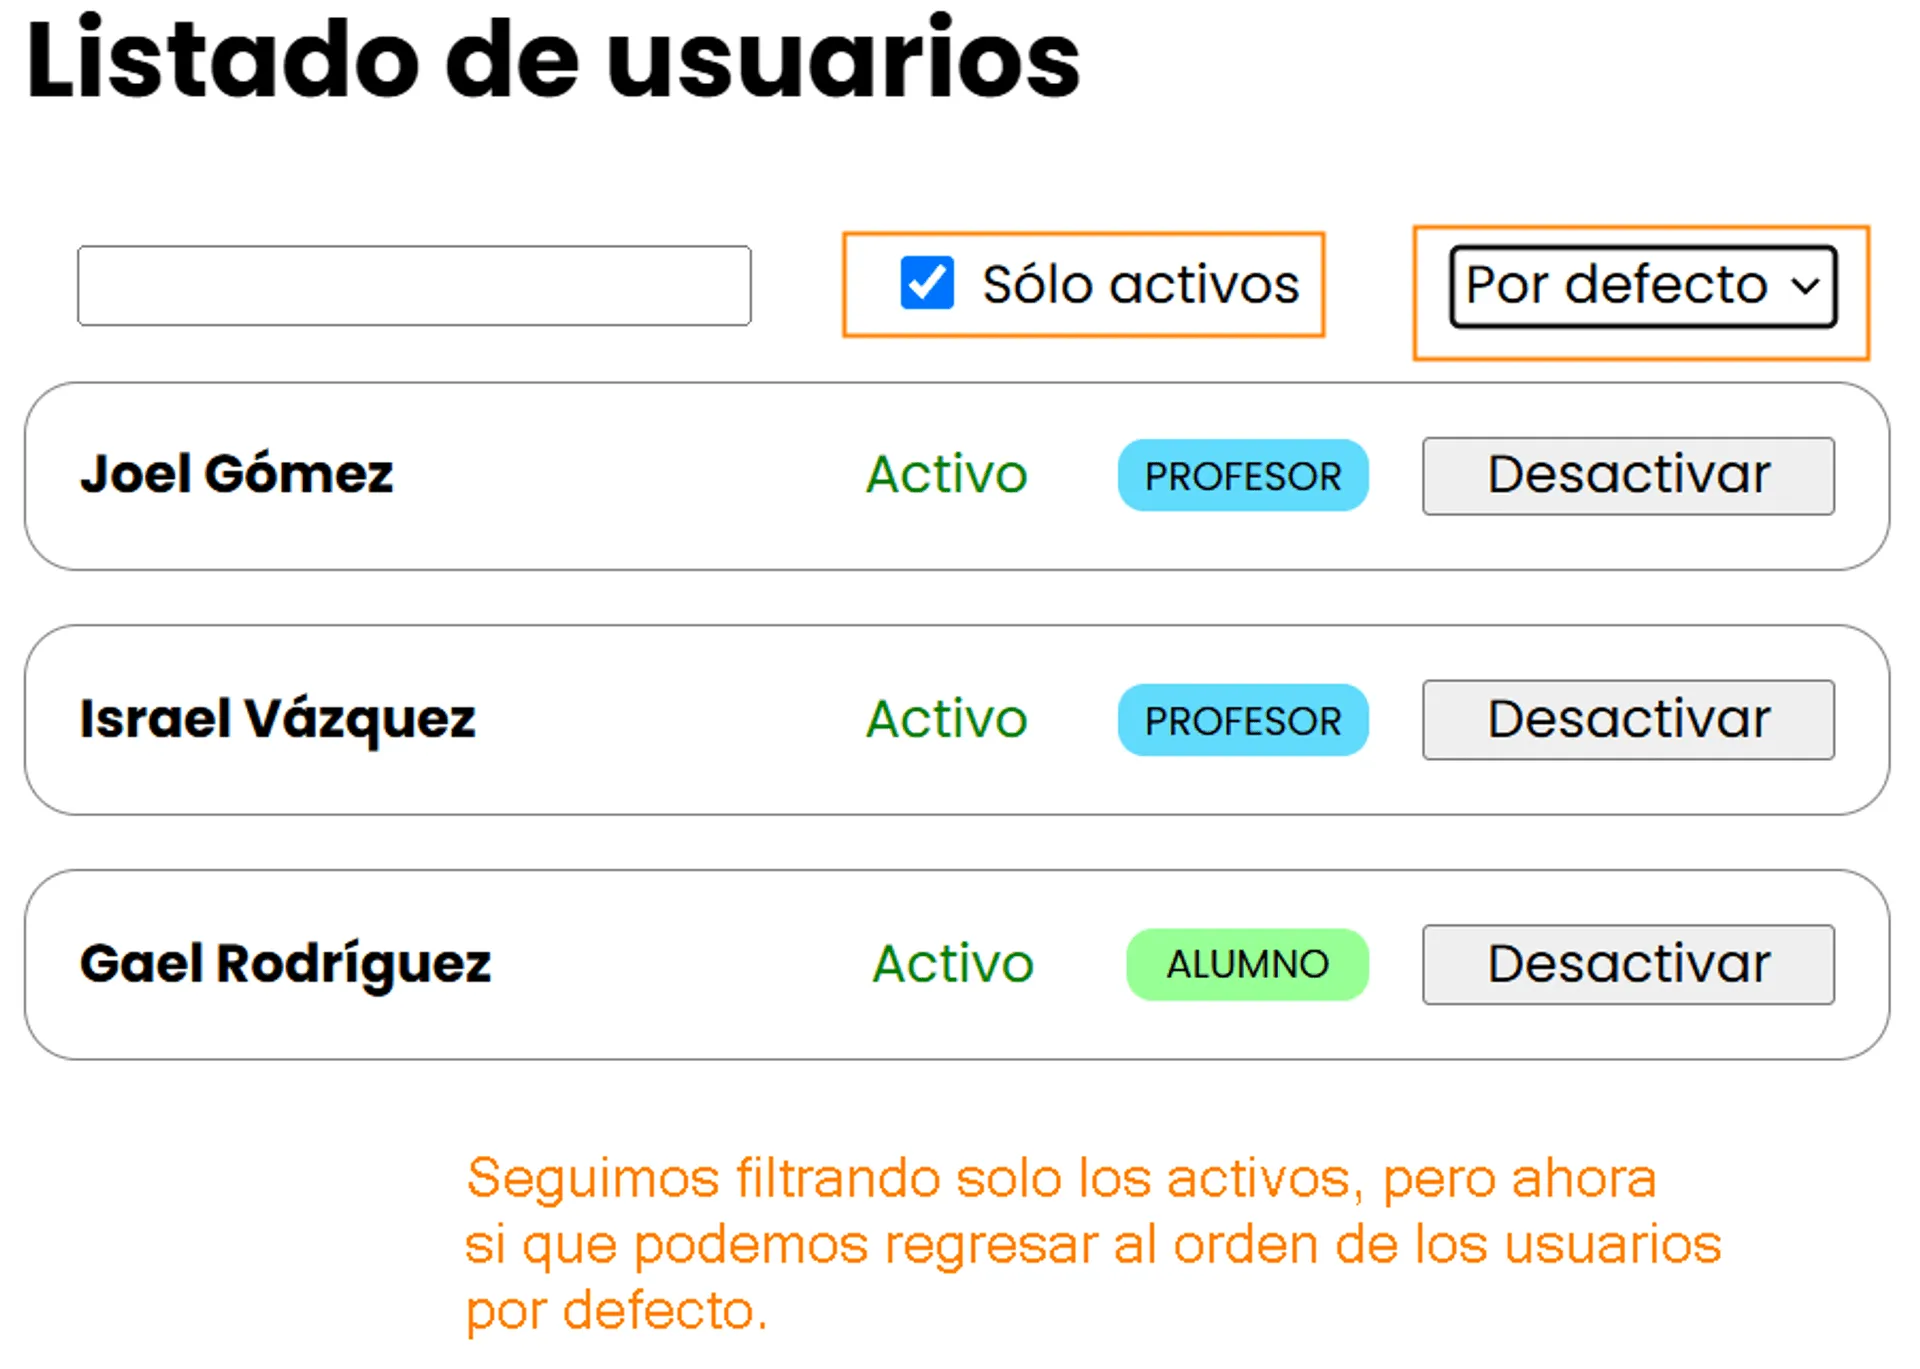 Listado de usuarios
Sólo activos Por defecto
Joel Gómez Activo PROFESOR Desactivar
Israel Vázquez Activo PROFESOR Desactivar
Gael Rodríguez Activo ALUMNO Desactivar
Seguimos filtrando solo los activos, pero ahora
si que podemos regresar al orden de los usuarios
por defecto.